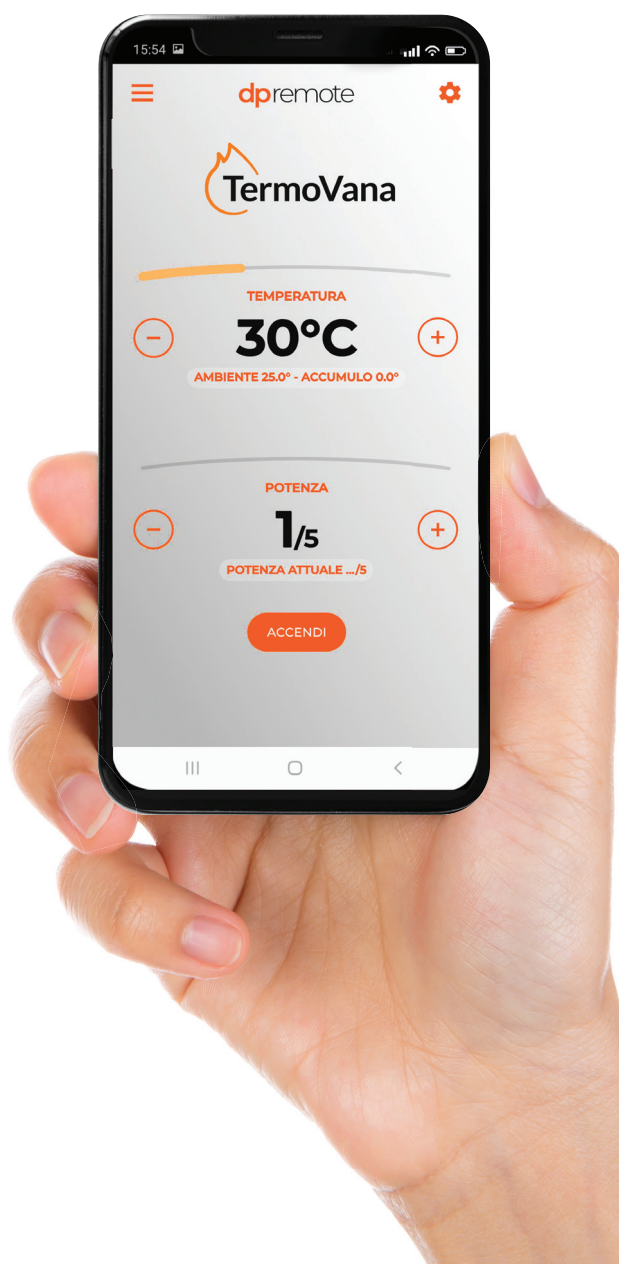 15:54
dpremote
TermoVana
TEMPERATURA
30°C
AMBIENTE 25.0° - ACCUMULO 0.0°
POTENZA
1/5
POTENZA ATTUALE .../5
ACCENDI